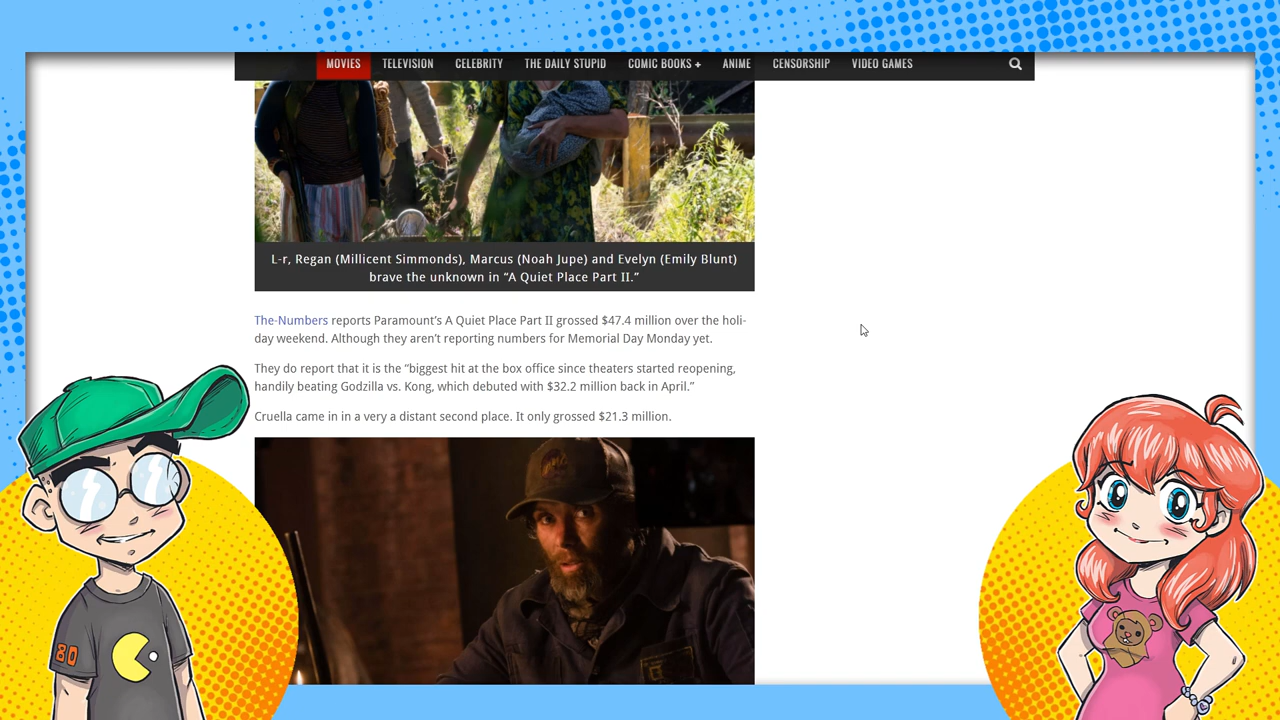 MOVIES TELEVISION CELEBRITY THE DAILY STUPID COMIC BOOKS + ANIME CENSORSHIP VIDEO GAMES
L-r, Regan (Millicent Simmonds), Marcus (Noah Jupe) and Evelyn (Emily Blunt)
brave the unknown in “A Quiet Place Part II.”
The-Numbers reports Paramount’s A Quiet Place Part II grossed $47.4 million over the holi-
day weekend. Although they aren’t reporting numbers for Memorial Day Monday yet.
They do report that it is the “biggest hit at the box office since theaters started reopening,
handily beating Godzilla vs. Kong, which debuted with $32.2 million back in April.”
Cruella came in in a very a distant second place. It only grossed $21.3 million.
80